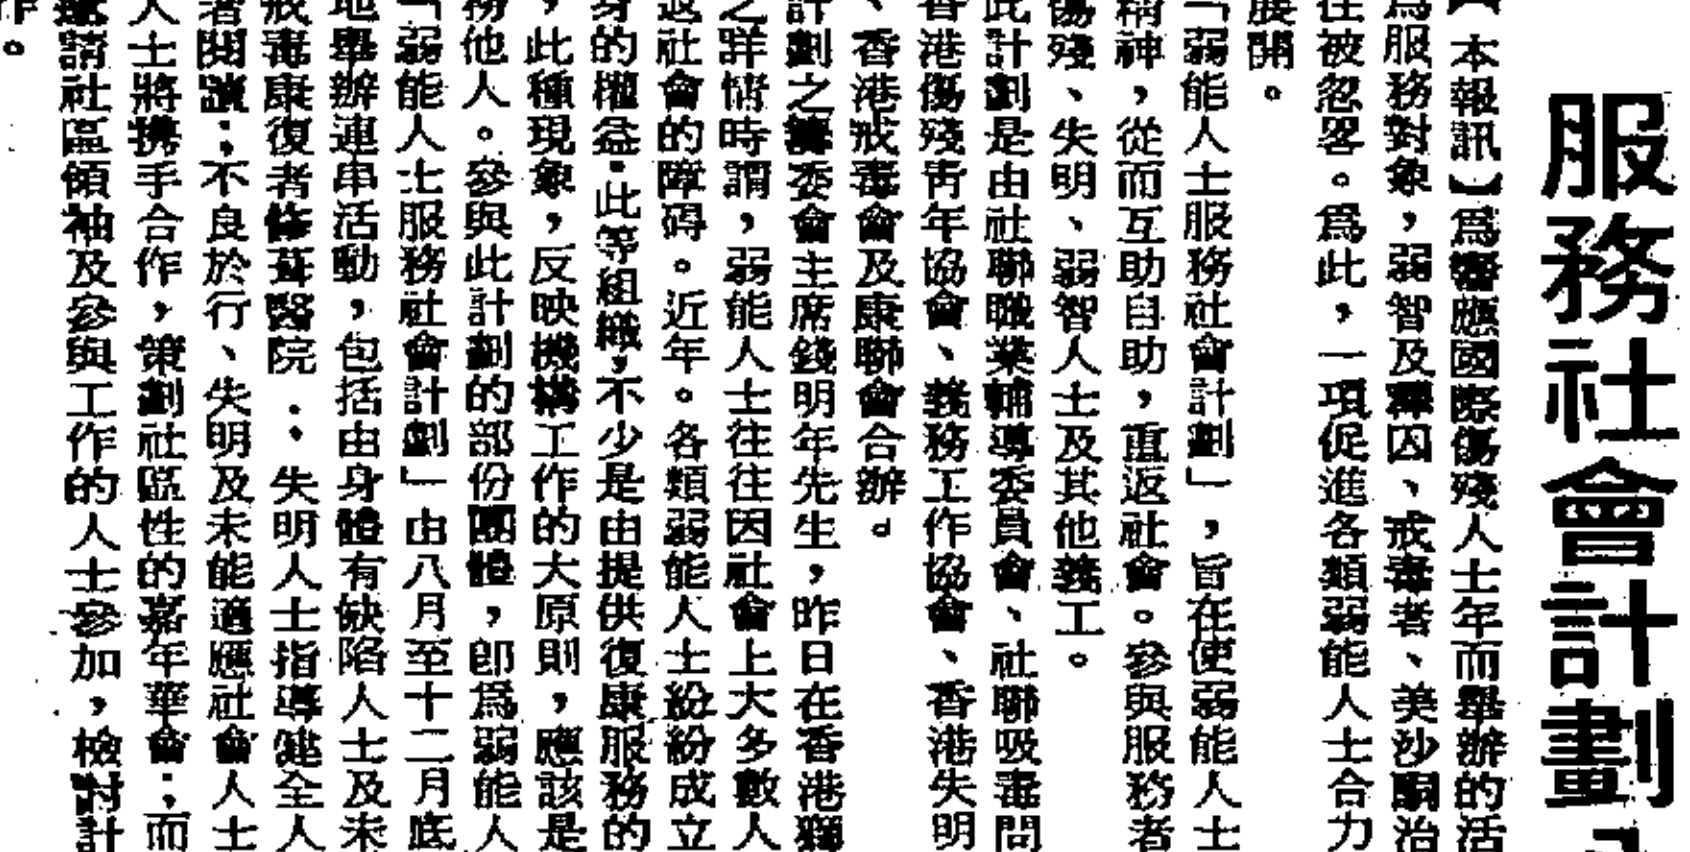 服務社會計劃
【本報訊】爲響應國際傷殘人士年而舉辦的活
爲服務對象，弱智及釋囚、戒毒者、美沙酮治
往被忽畧。爲此，一項促進各類弱能人士合力
展開。
「弱能人士服務社會計劃」，旨在使弱能人士
精神，從而互助自助，重返社會。參與服務者
傷殘、失明、弱智人士及其他義工。
此計劃是由社聯職業輔導委員會、社聯吸毒問
香港傷殘靑年協會、義務工作協會、香港失明
、香港戒毒會及康聯會合辦。
計劃之籌委會主席錢明年先生，昨日在香港獅
之詳情時謂，弱能人士往往因社會上大多數人
返社會的障碍。近年。各類弱能人士紛紛成立
身的權益．此等組織，不少是由提供復康服務的
，此種現象，反映機構工作的大原則，應該是
務他人。參與此計劃的部份團體，卽爲弱能人
「弱能人士服務社會計劃」由八月至十二月底
地舉辦連串活動，包括由身體有缺陷人士及未
戒毒康復者修葺醫院．．失明人士指導健全人
者閱讀；不良於行、失明及未能適應社會人士
人士將携手合作，策劃社區性的嘉年華會；而
邀請社區領袖及參與工作的人士參加，檢討計
作。